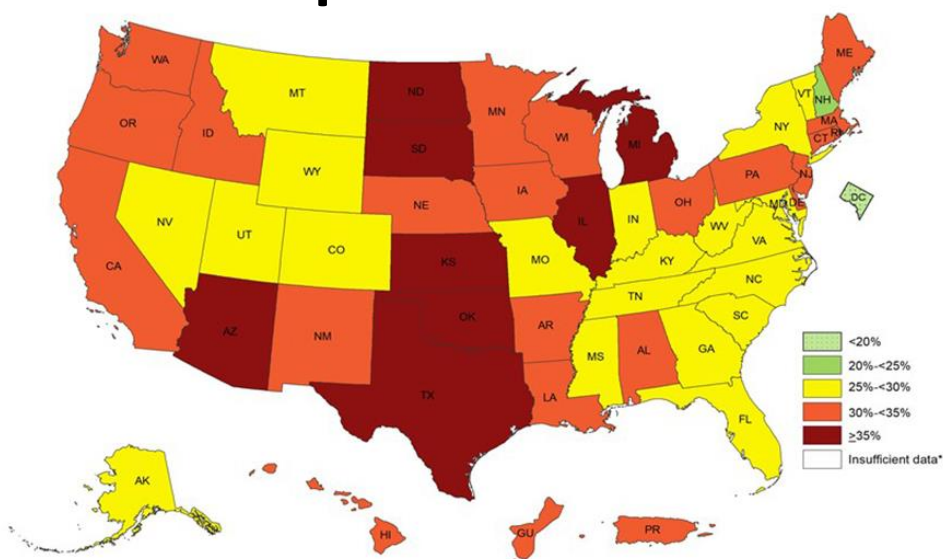 WA
ME
ND
MT
MN
VT
NH
OR
ID
SD
WI
NY
MA
CT
RI
MI
WY
PA
NJ
IA
NE
OH
DC
MD
DE
NV
UT
IL
IN
WV
CO
VA
CA
KS
MO
KY
NC
TN
OK
AZ
NM
AR
SC
MS
AL
GA
TX
LA
FL
AK
HI
GU
PR
<20%
20%-<25%
25%-<30%
30%-<35%
≥35%
Insufficient data*